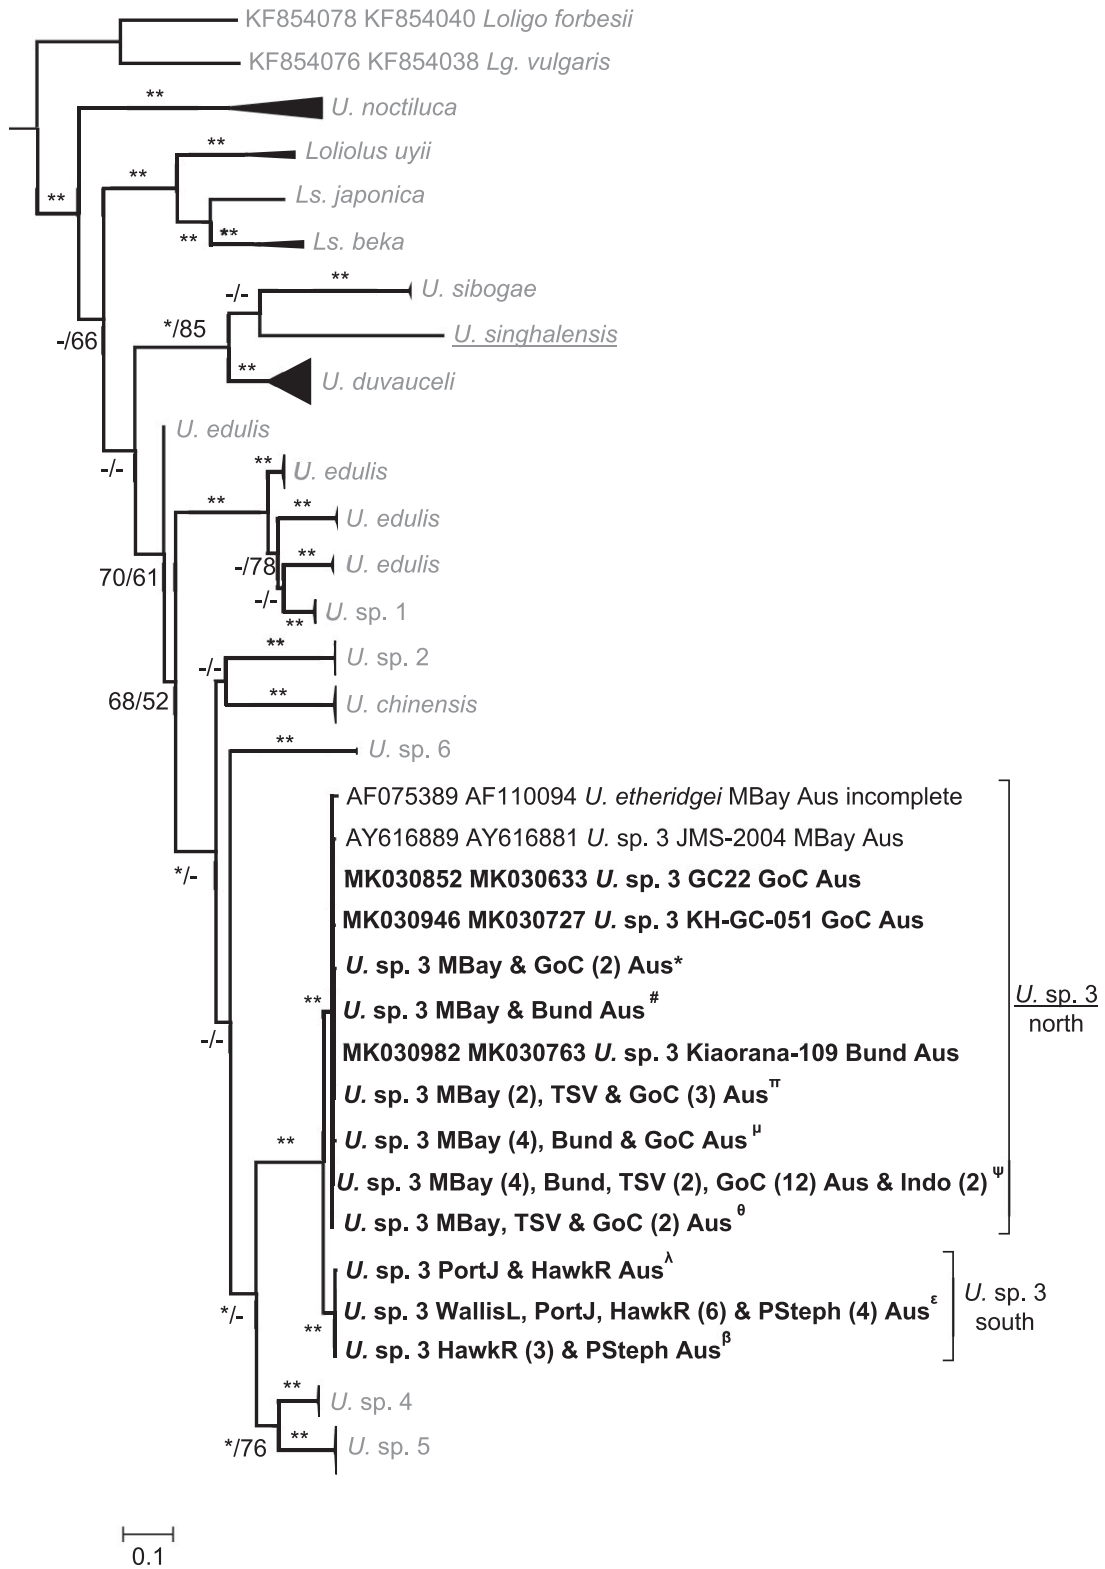 KF854078 KF854040 Loligo forbesii
KF854076 KF854038 Lg. vulgaris
**
U. noctiluca
**
Loliolus uyii
**
**
Ls. japonica
**
**
Ls. beka
**
U. sibogae
-/-
*/85
U. singhalensis
-/66
**
U. duvauceli
U. edulis
-/-
**
U. edulis
**
**
U. edulis
**
U. edulis
-/78
70/61
-/-
U. sp. 1
**
**
U. sp. 2
-/-
68/52
**
U. chinensis
**
U. sp. 6
AF075389 AF110094 U. etheridgei MBay Aus incomplete
AY616889 AY616881 U. sp. 3 JMS-2004 MBay Aus
*/-
MK030852 MK030633 U. sp. 3 GC22 GoC Aus
MK030946 MK030727 U. sp. 3 KH-GC-051 GoC Aus
U. sp. 3 MBay & GoC (2) Aus*
**
U. sp. 3 MBay & Bund Aus #
U. sp. 3
north
-/-
MK030982 MK030763 U. sp. 3 Kiaorana-109 Bund Aus
U. sp. 3 MBay (2), TSV & GoC (3) Aus π
**
U. sp. 3 MBay (4), Bund & GoC Aus μ
U. sp. 3 MBay (4), Bund, TSV (2), GoC (12) Aus & Indo (2) ψ
U. sp. 3 MBay, TSV & GoC (2) Aus θ
U. sp. 3 PortJ & HawkR Aus λ
*/-
U. sp. 3 WallisL, PortJ, HawkR (6) & PSteph (4) Aus ε
U. sp. 3
south
**
U. sp. 3 HawkR (3) & PSteph Aus β
**
U. sp. 4
*/76
**
U. sp. 5
0.1